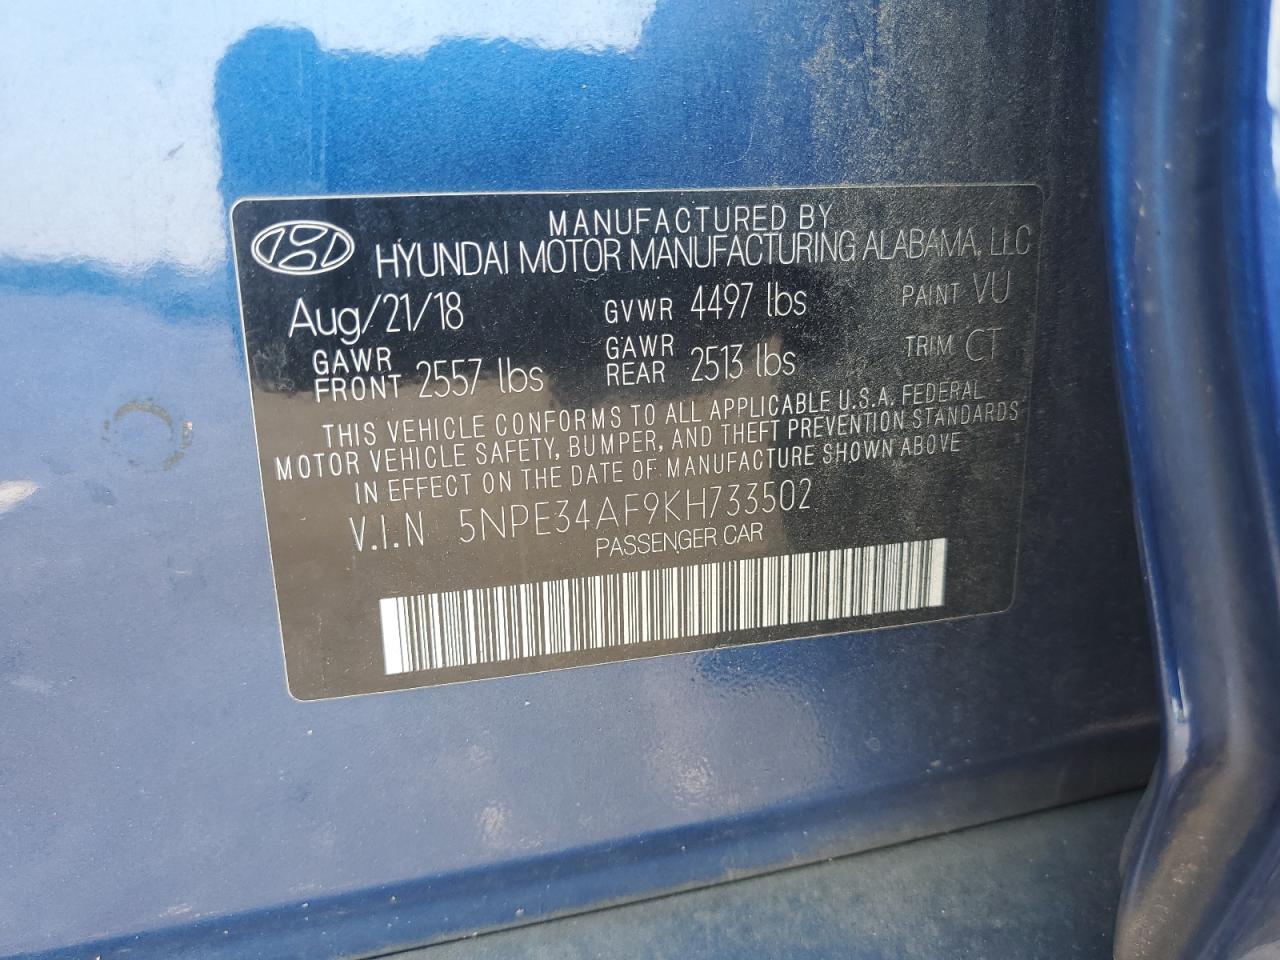 MANUFACTURED BY
HYUNDAI MOTOR MANUFACTURING ALABAMA, LLC
Aug/21/18 GVWR 4497 lbs PAINT VU
GAWR FRONT 2557 lbs GAWR REAR 2513 lbs TRIM CT
THIS VEHICLE CONFORMS TO ALL APPLICABLE U.S.A. FEDERAL
MOTOR VEHICLE SAFETY, BUMPER, AND THEFT PREVENTION STANDARDS
IN EFFECT ON THE DATE OF MANUFACTURE SHOWN ABOVE
V.I.N 5NPE34AF9KH733502
PASSENGER CAR